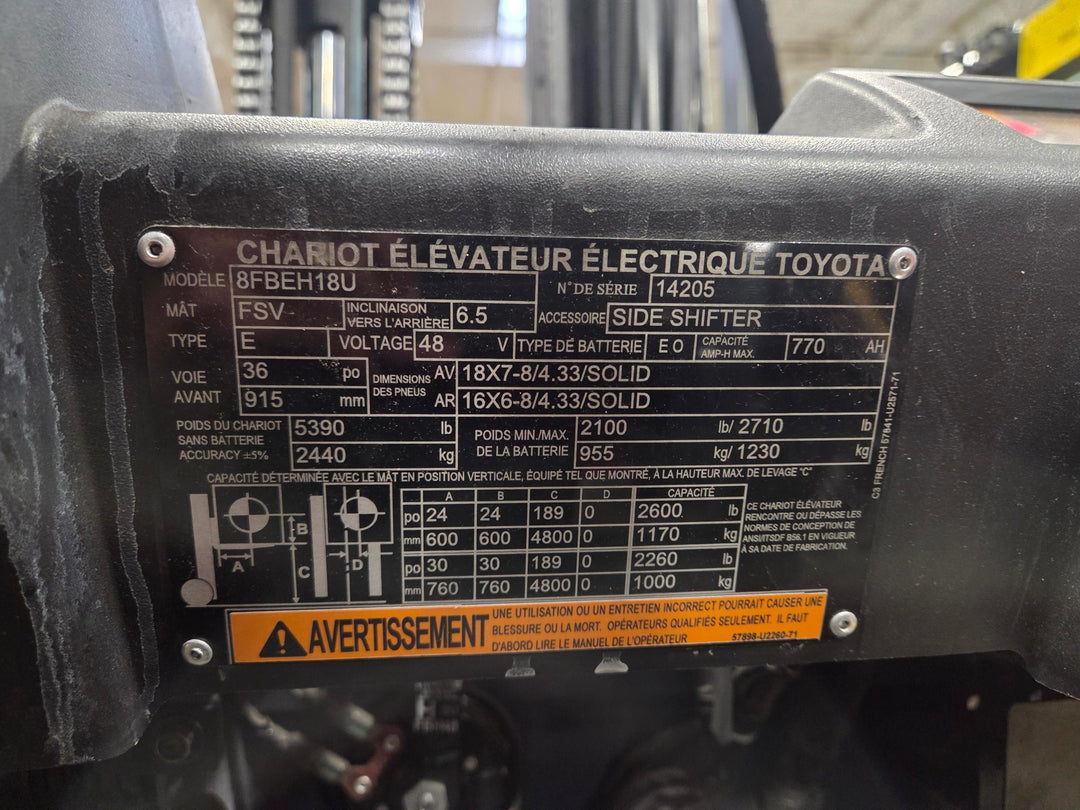 CHARIOT ÉLÉVATEUR ÉLECTRIQUE TOYOTA
MODÈLE 8FBEH18U N° DE SÉRIE 14205
MÂT FSV INCLINAISON VERS L'ARRIÈRE 6.5 ACCESSOIRE SIDE SHIFTER
TYPE E VOLTAGE 48 V TYPE DE BATTERIE E O CAPACITÉ AMP-H MAX. 770 AH
VOIE AVANT 36 po DIMENSIONS DES PNEUS AV 18X7-8/4.33/SOLID
915 mm AR 16X6-8/4.33/SOLID
POIDS DU CHARIOT SANS BATTERIE ACCURACY ±5% 5390 lb POIDS MIN./MAX. DE LA BATTERIE 2100 lb/ 2710 lb
2440 kg 955 kg/ 1230 kg
CAPACITÉ DÉTERMINÉE AVEC LE MÂT EN POSITION VERTICALE, ÉQUIPÉ TEL QUE MONTRÉ, À LA HAUTEUR MAX. DE LEVAGE "C"
A B C D
A B C D CAPACITÉ
po 24 24 189 0 2600 lb
mm 600 600 4800 0 1170 kg
po 30 30 189 0 2260 lb
mm 760 760 4800 0 1000 kg
CE CHARIOT ÉLÉVATEUR
RENCONTRE OU DÉPASSE LES
NORMES DE CONCEPTION DE
ANSI/ITSDF B56.1 EN VIGUEUR
À SA DATE DE FABRICATION.
C3 FRENCH 57841-U2571-71
AVERTISSEMENT
UNE UTILISATION OU UN ENTRETIEN INCORRECT POURRAIT CAUSER UNE
BLESSURE OU LA MORT. OPÉRATEURS QUALIFIÉS SEULEMENT. IL FAUT
D'ABORD LIRE LE MANUEL DE L'OPÉRATEUR 57898-U2260-71